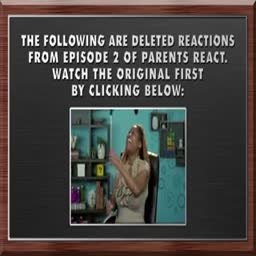 THE FOLLOWING ARE DELETED REACTIONS
FROM EPISODE 2 OF PARENTS REACT.
WATCH THE ORIGINAL FIRST
BY CLICKING BELOW: